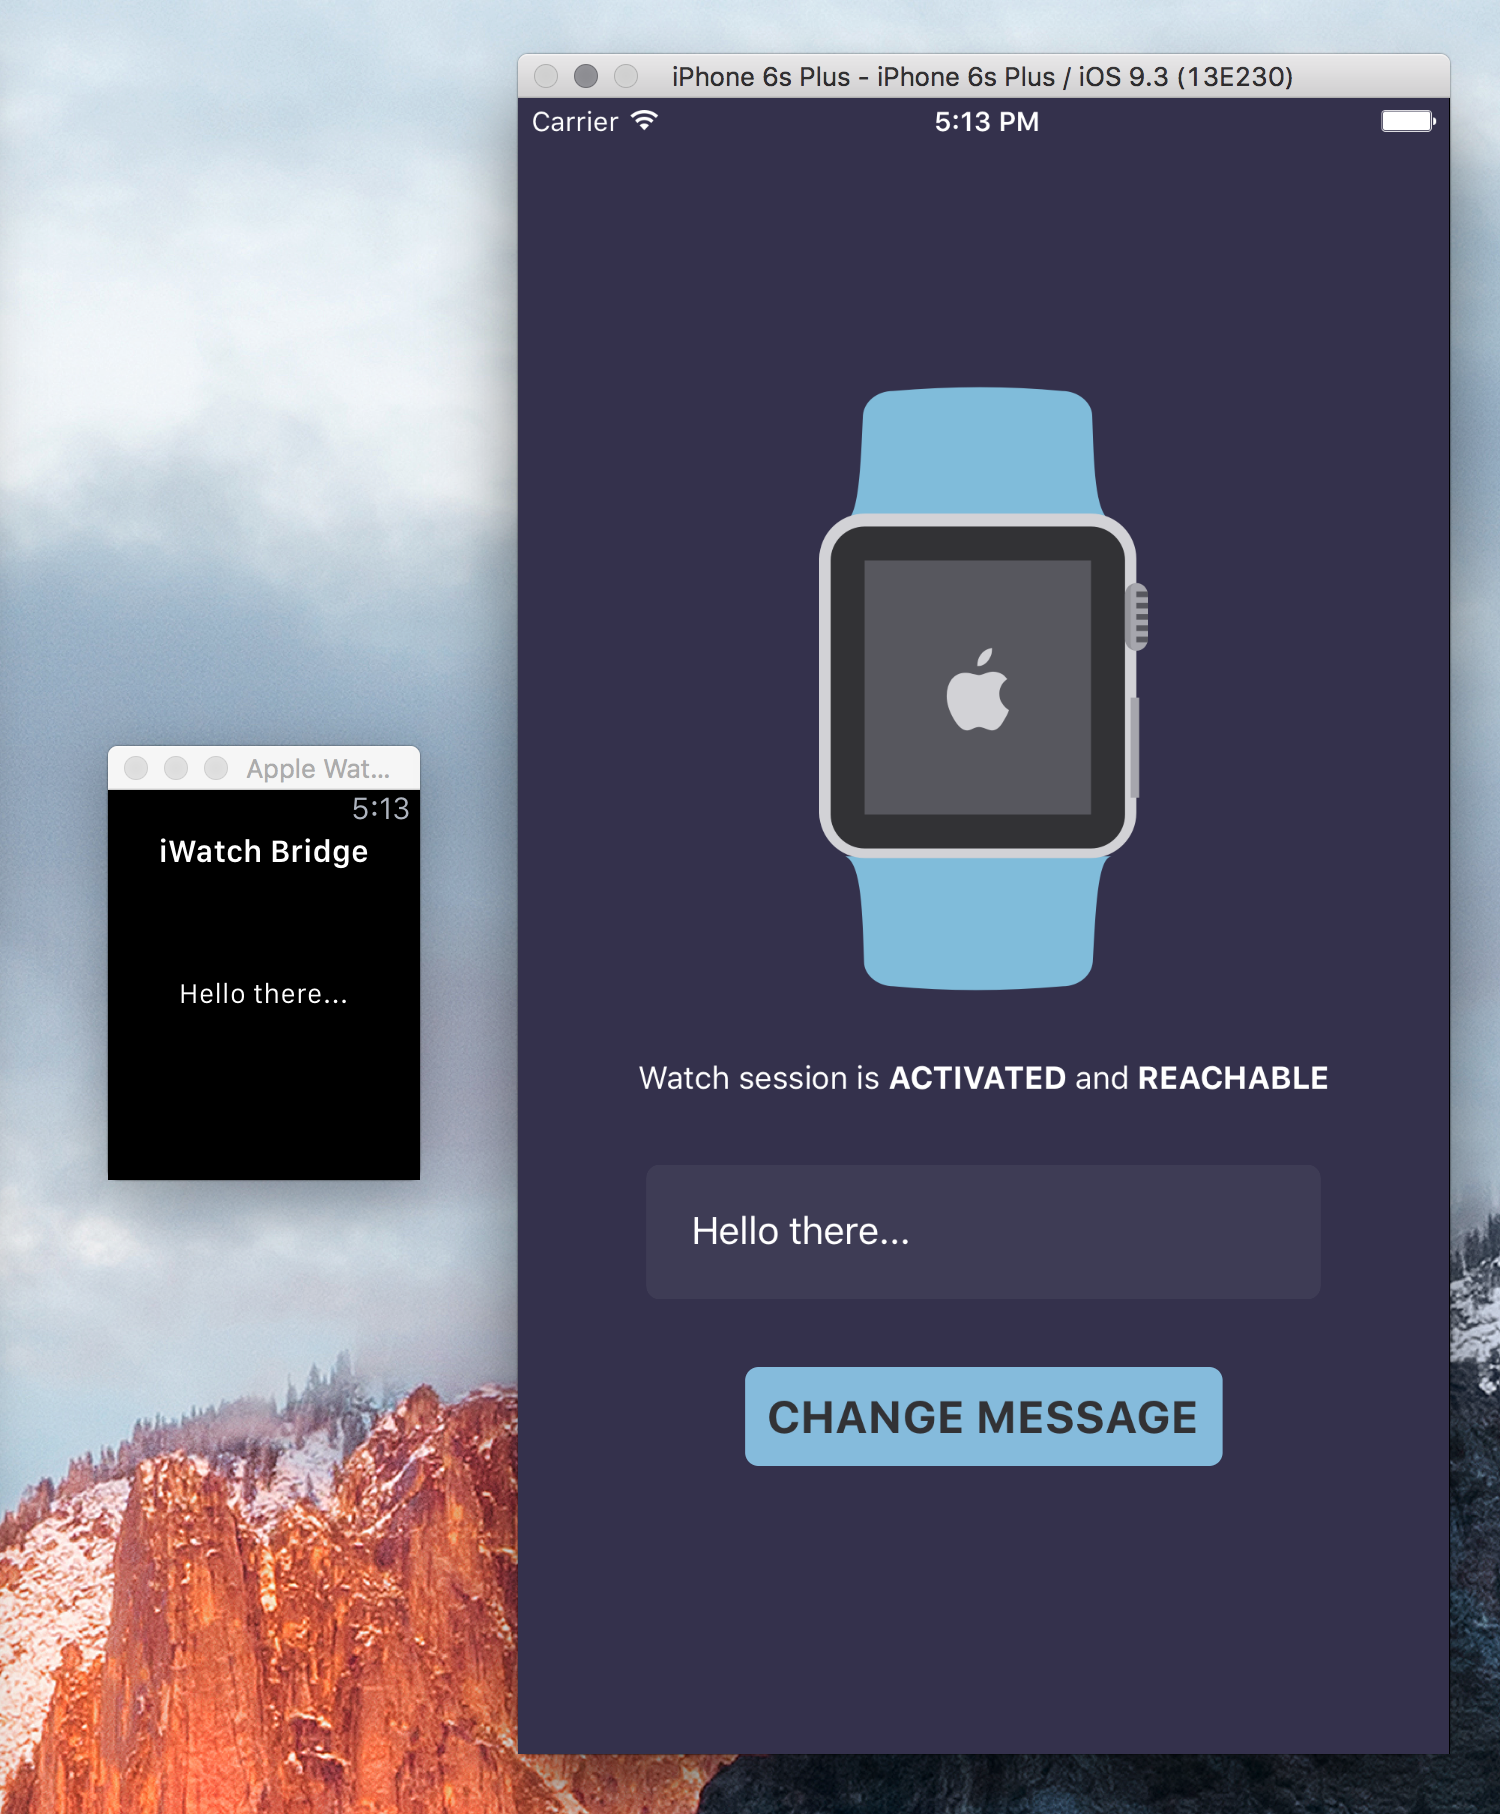 iPhone 6s Plus - iPhone 6s Plus / iOS 9.3 (13E230)
Carrier 5:13 PM
Apple Wat...
5:13
iWatch Bridge
Hello there...
Watch session is ACTIVATED and REACHABLE
Hello there...
CHANGE MESSAGE